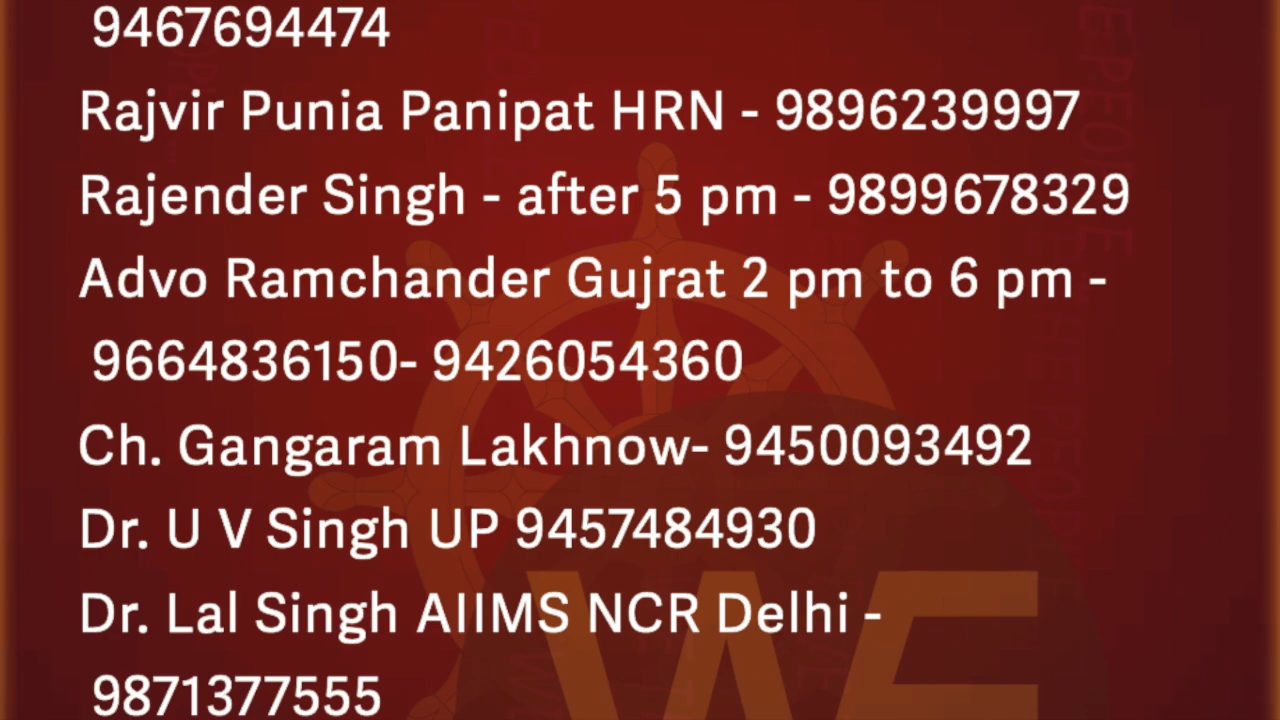 9467694474
Rajvir Punia Panipat HRN - 9896239997
Rajender Singh - after 5 pm - 9899678329
Advo Ramchander Gujrat 2 pm to 6 pm -
9664836150- 9426054360
Ch. Gangaram Lakhnow- 9450093492
Dr. U V Singh UP 9457484930
Dr. Lal Singh AIIMS NCR Delhi -
9871377555
WE